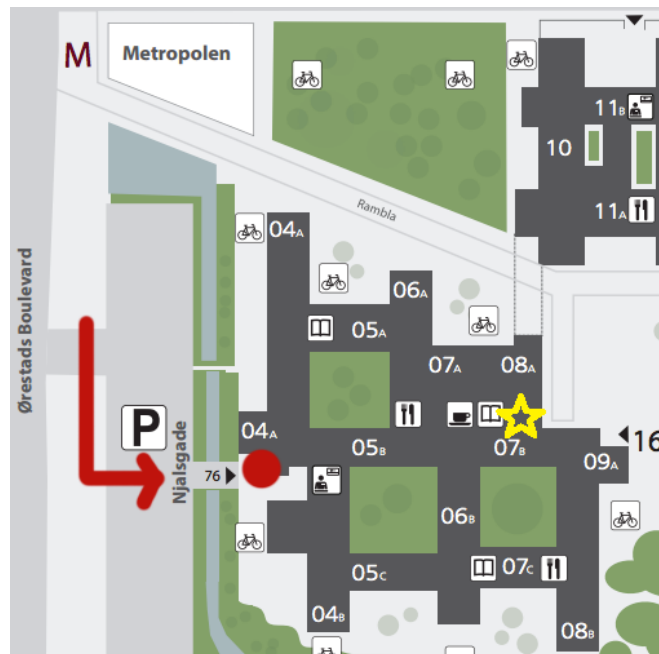 M
Metropolen
11B
10
Rambla
11A
04A
06A
05A
Ørestads Boulevard
07A
08A
P
04A
05B
07B
16
09A
Njalsgade
76
06B
05C
07C
04B
08B